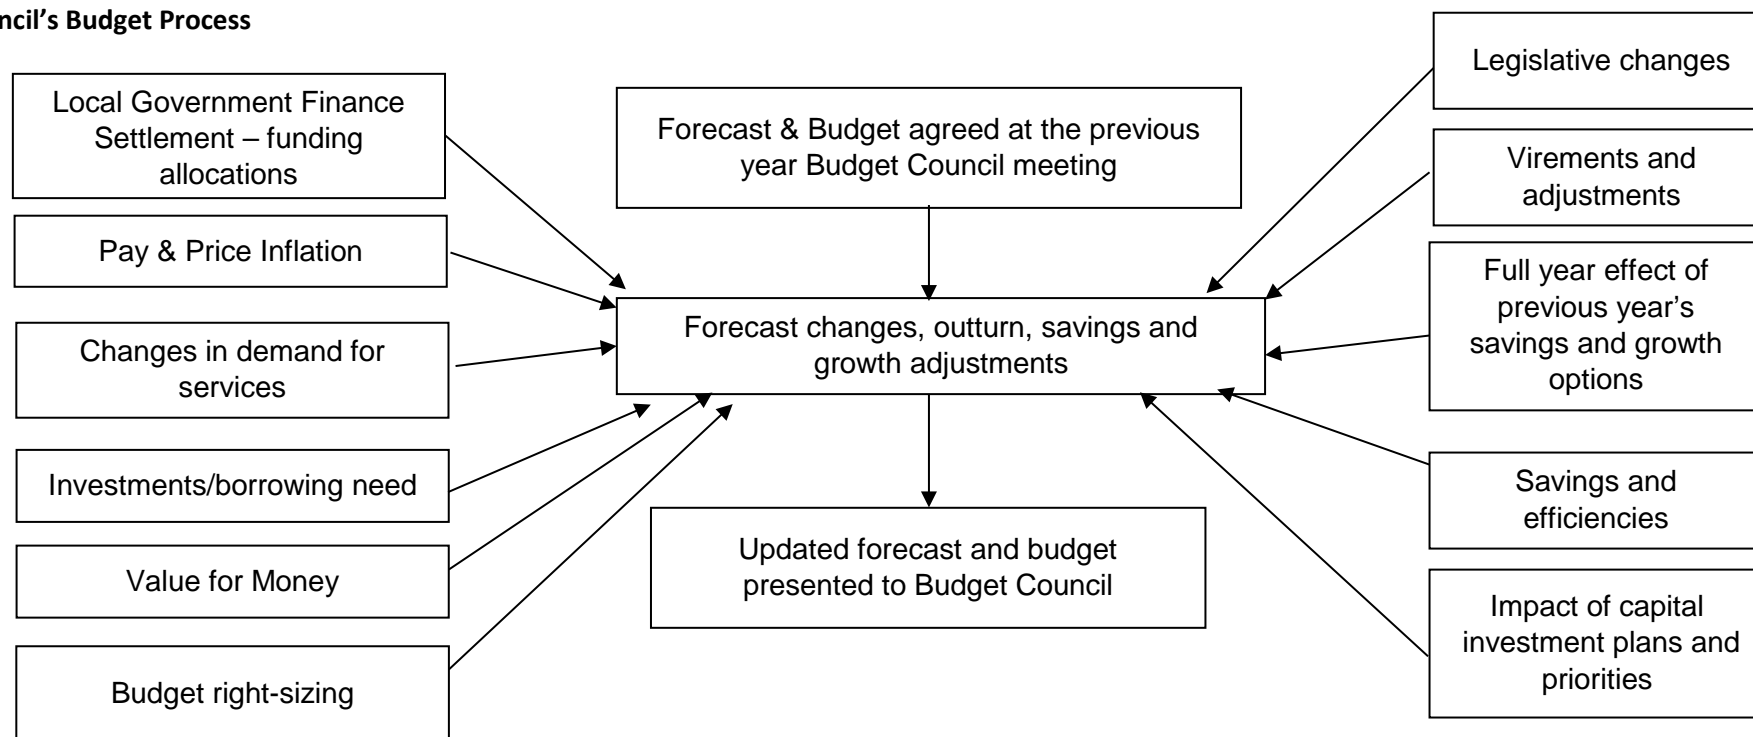 ncil’s Budget Process
Local Government Finance
Settlement – funding
allocations
Pay & Price Inflation
Changes in demand for
services
Investments/borrowing need
Value for Money
Budget right-sizing
Forecast & Budget agreed at the previous
year Budget Council meeting
Forecast changes, outturn, savings and
growth adjustments
Updated forecast and budget
presented to Budget Council
Legislative changes
Virements and
adjustments
Full year effect of
previous year’s
savings and growth
options
Savings and
efficiencies
Impact of capital
investment plans and
priorities